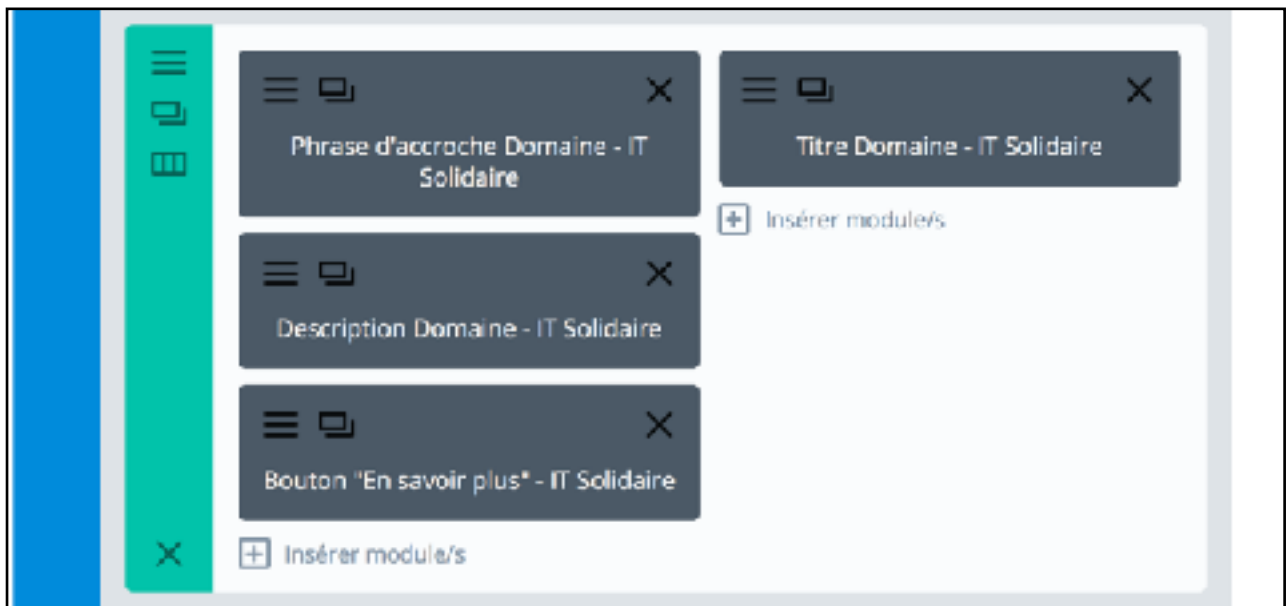 Phrase d'accroche Domaine - IT
Solidaire
Description Domaine - IT Solidaire
Bouton "En savoir plus" - IT Solidaire
Insérer module/s
Titre Domaine - IT Solidaire
Insérer module/s